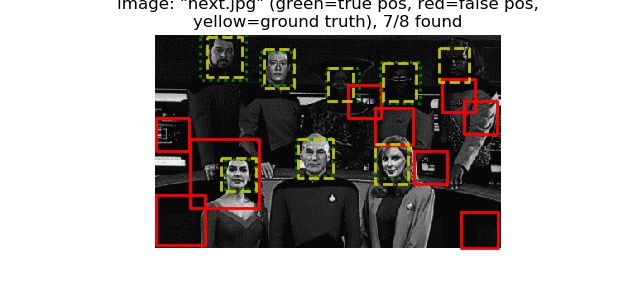 image: "next.jpg" (green=true pos, red=false pos,
yellow=ground truth), 7/8 found